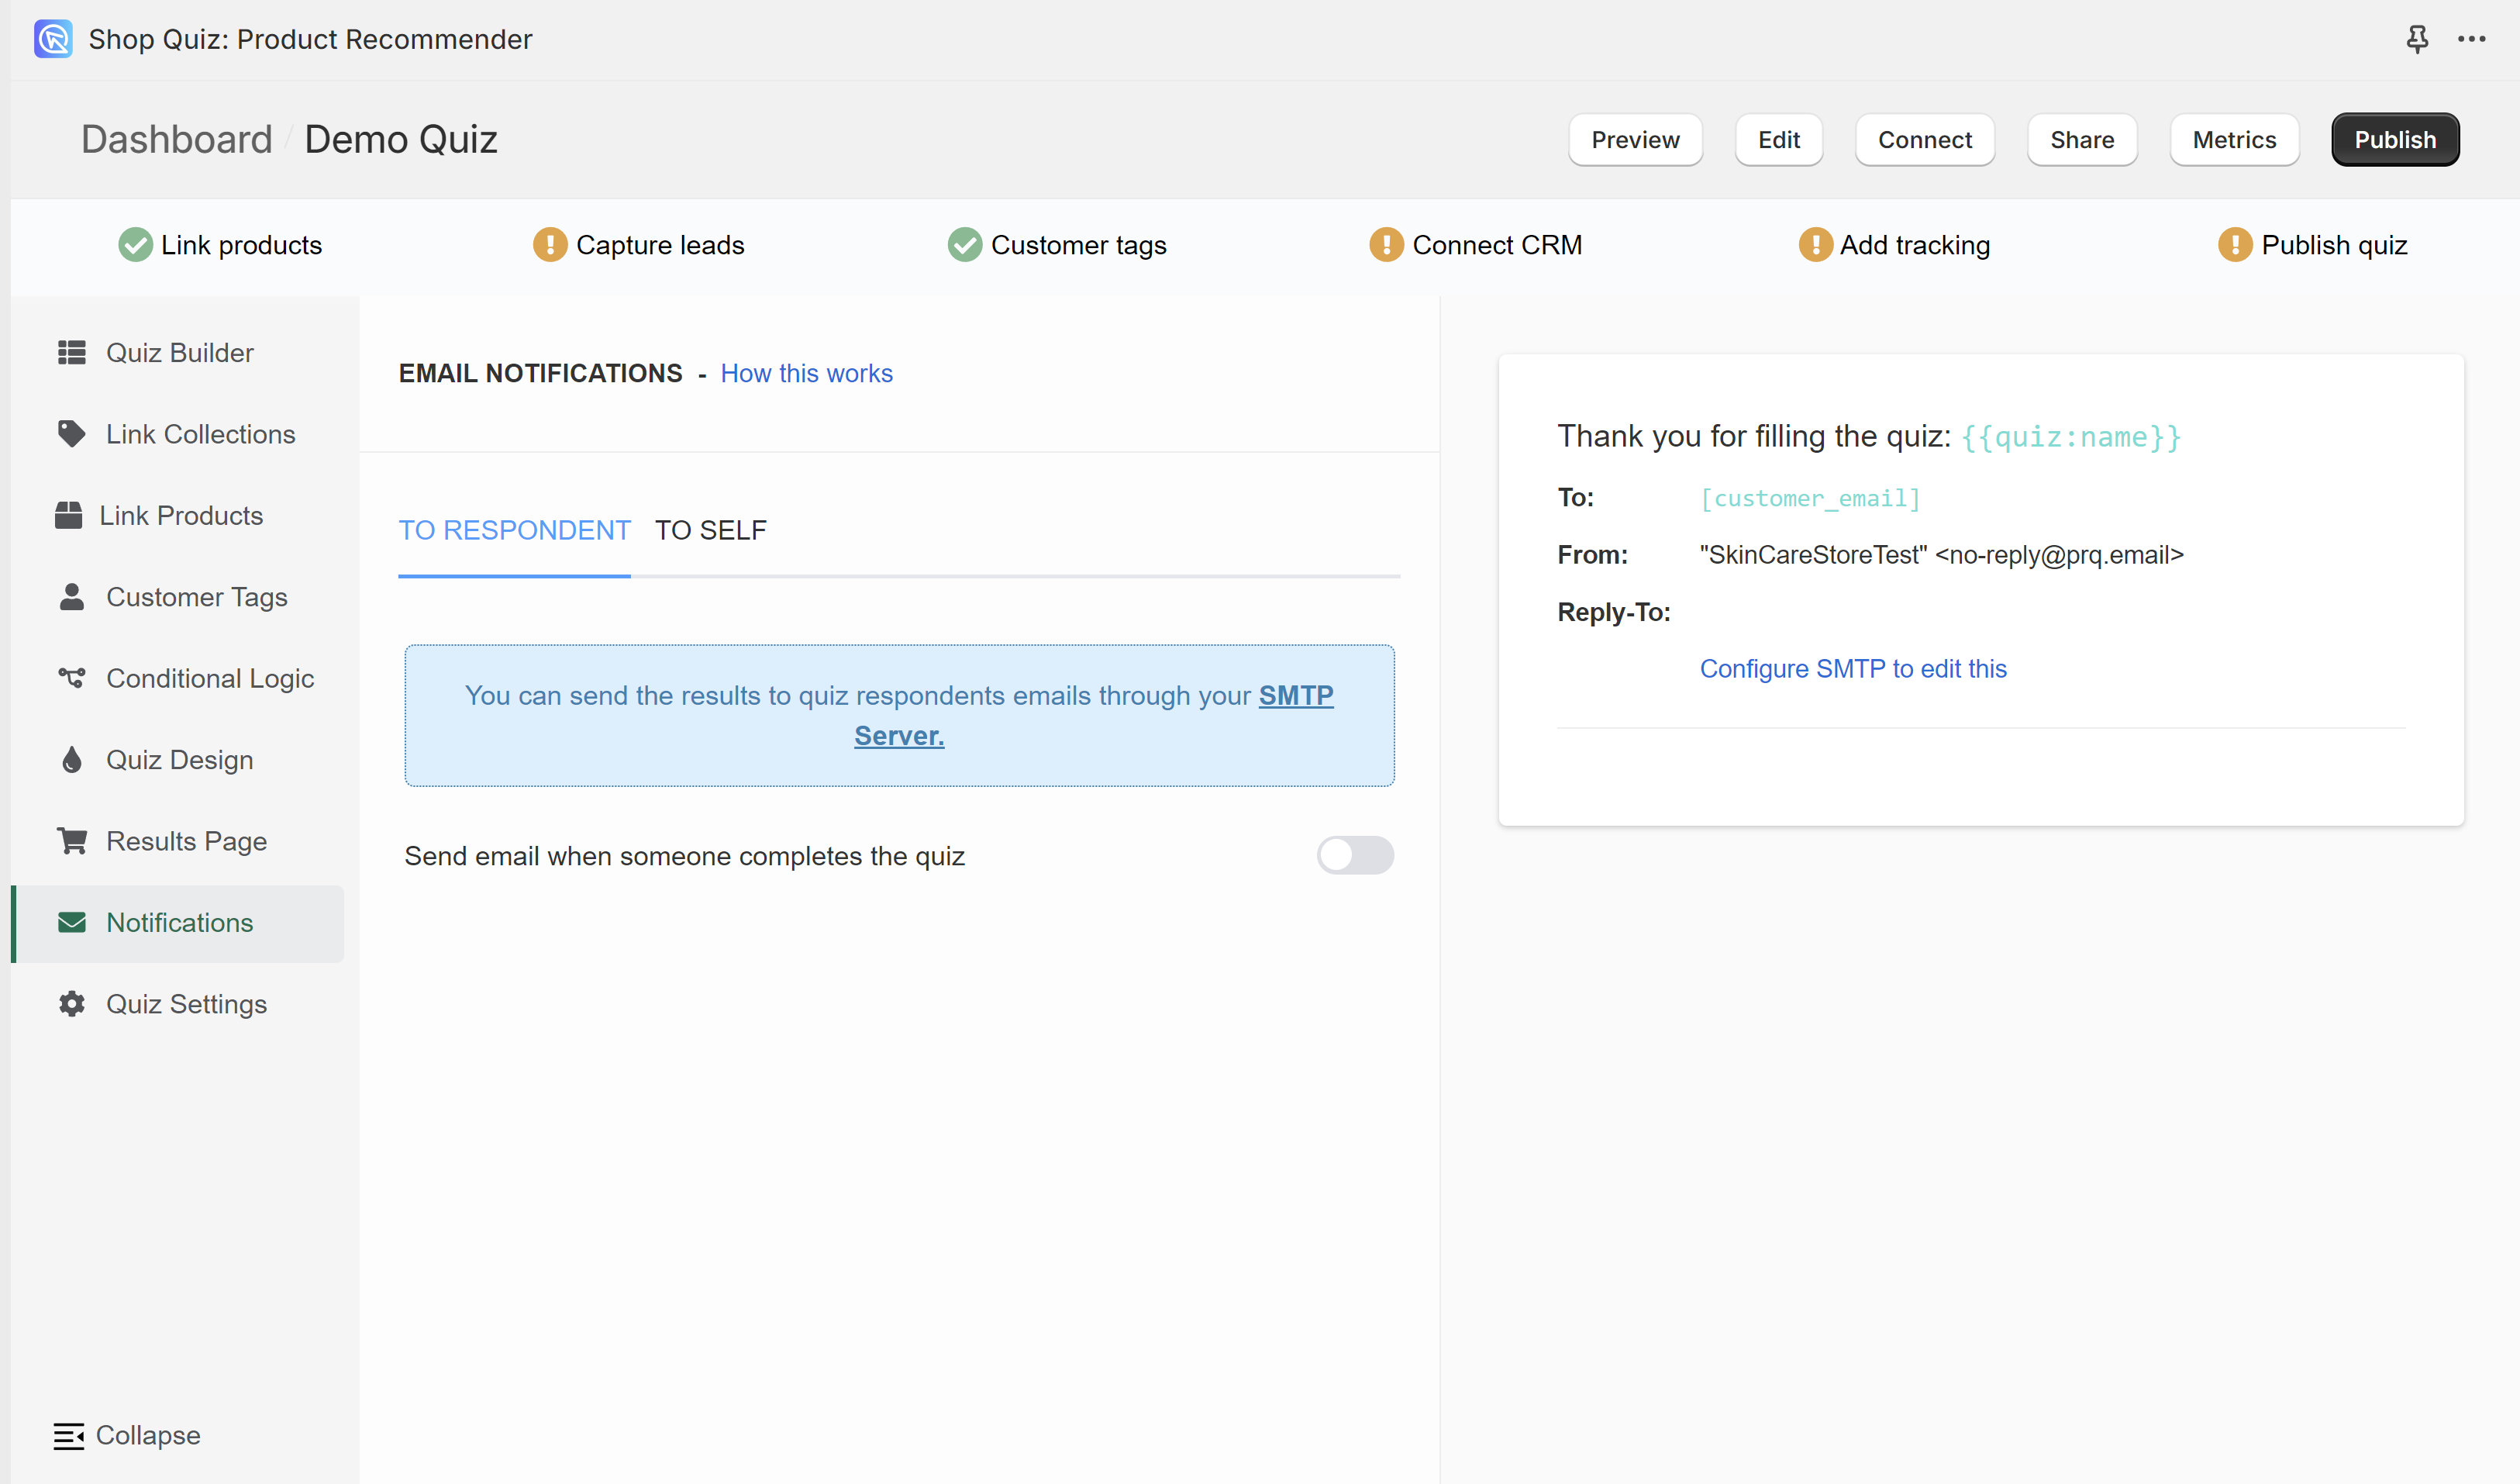 Shop Quiz: Product Recommender
Dashboard / Demo Quiz
Preview
Edit
Connect
Share
Metrics
Publish
Link products
Capture leads
Customer tags
Connect CRM
Add tracking
Publish quiz
Quiz Builder
Link Collections
Link Products
Customer Tags
Conditional Logic
Quiz Design
Results Page
Notifications
Quiz Settings
Collapse
EMAIL NOTIFICATIONS - How this works
TO RESPONDENT
TO SELF
You can send the results to quiz respondents emails through your SMTP
Server.
Send email when someone completes the quiz
Thank you for filling the quiz: {{quiz:name}}
To: [customer_email]
From: "SkinCareStoreTest" <no-reply@prq.email>
Reply-To:
Configure SMTP to edit this